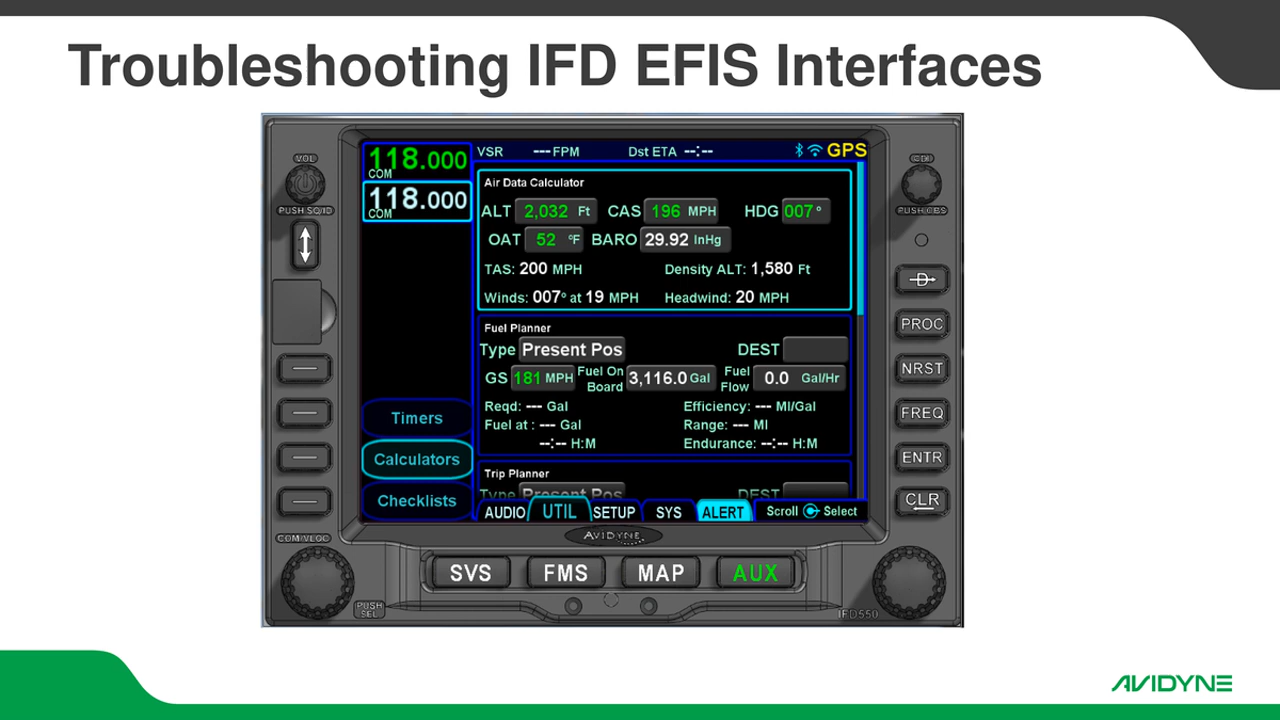 Troubleshooting IFD EFIS Interfaces
VOL
PUSH SQ/ID
118.000
COM
118.000
COM
VSR ---FPM Dst ETA --:-- GPS
Air Data Calculator
ALT 2,032 Ft CAS 196 MPH HDG 007°
OAT 52 °F BARO 29.92 InHg
TAS: 200 MPH Density ALT: 1,580 Ft
Winds: 007° at 19 MPH Headwind: 20 MPH
Fuel Planner
Type Present Pos DEST
GS 181 MPH Fuel On Board 3,116.0 Gal Fuel Flow 0.0 Gal/Hr
Reqd: --- Gal Efficiency: --- MI/Gal
Fuel at : --- Gal Range: --- MI
--:-- H:M Endurance: --:-- H:M
Trip Planner
Type Present Pos DEST
Timers
Calculators
Checklists
AUDIO UTIL SETUP SYS ALERT Scroll Select
D
PROC
NRST
FREQ
ENTR
CLR
COM/VLOC
PUSH
SEL
AVIDYNE
SVS FMS MAP AUX
IFD550
AVIDYNE